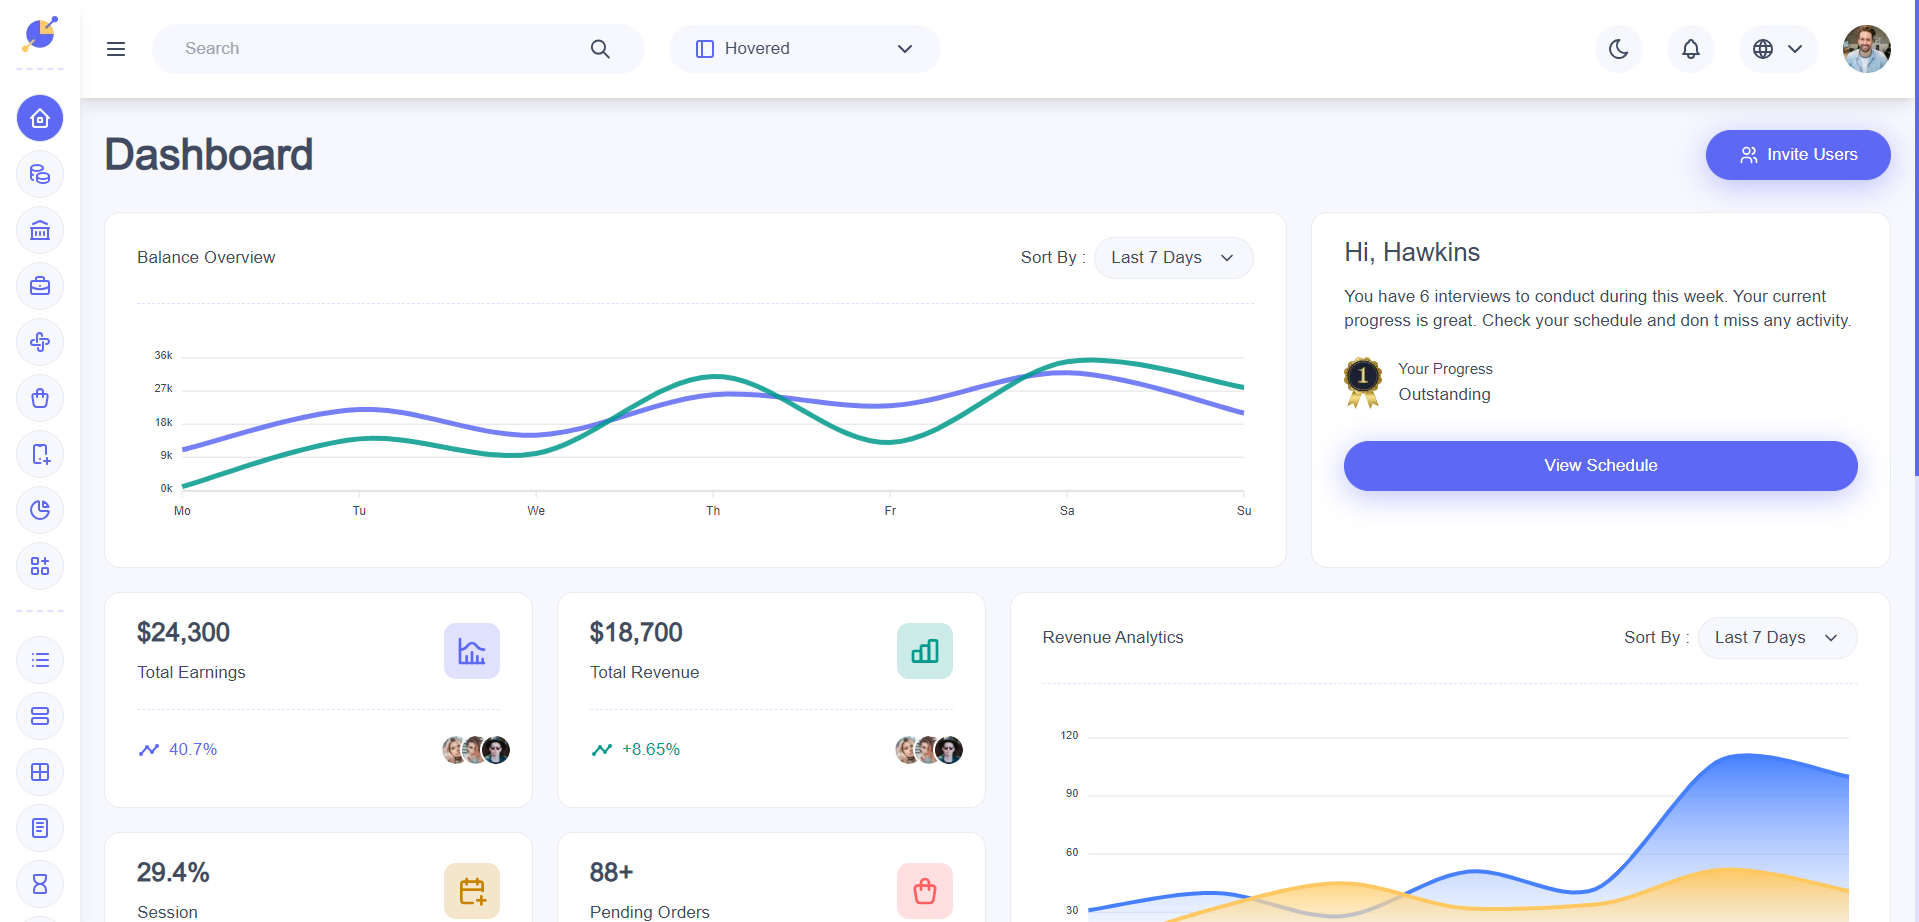 Search
Hovered
Dashboard
Invite Users
Balance Overview
Sort By :
Last 7 Days
36k
27k
18k
9k
0k
Mo
Tu
We
Th
Fr
Sa
Su
Hi, Hawkins
You have 6 interviews to conduct during this week. Your current
progress is great. Check your schedule and don t miss any activity.
1
Your Progress
Outstanding
View Schedule
$24,300
Total Earnings
40.7%
$18,700
Total Revenue
+8.65%
Revenue Analytics
Sort By :
Last 7 Days
120
90
60
30
29.4%
Session
88+
Pending Orders